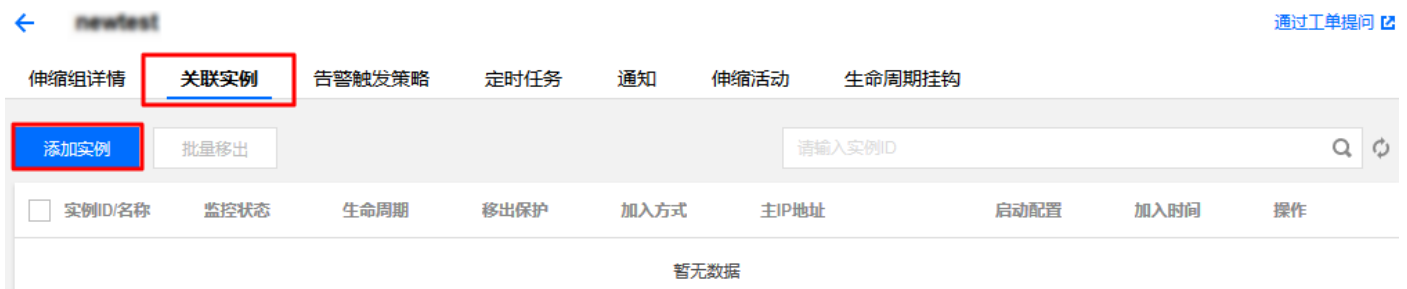 newtest 通过工单提问
伸缩组详情 关联实例 告警触发策略 定时任务 通知 伸缩活动 生命周期挂钩
添加实例 批量移出 请输入实例ID
实例ID/名称 监控状态 生命周期 移出保护 加入方式 主IP地址 启动配置 加入时间 操作
暂无数据